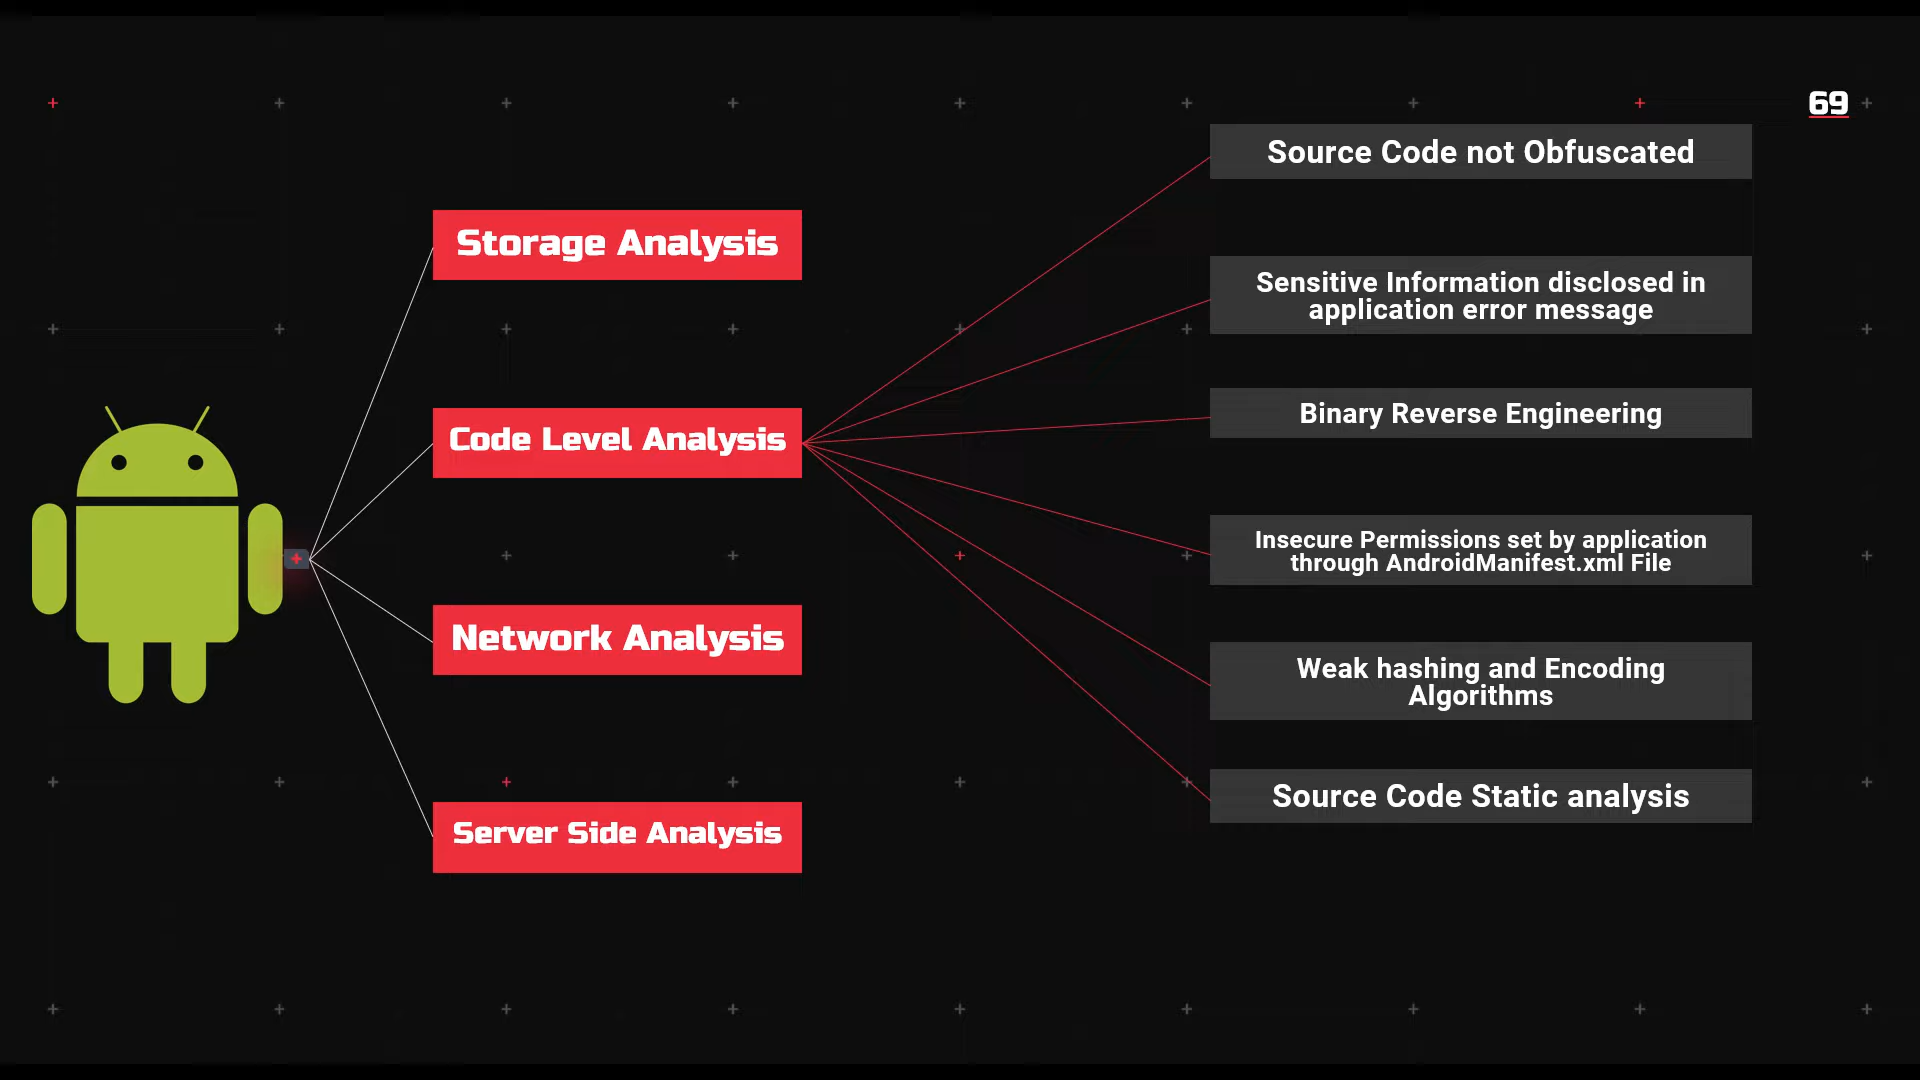 69
Storage Analysis
Code Level Analysis
Network Analysis
Server Side Analysis
Source Code not Obfuscated
Sensitive Information disclosed in
application error message
Binary Reverse Engineering
Insecure Permissions set by application
through AndroidManifest.xml File
Weak hashing and Encoding
Algorithms
Source Code Static analysis